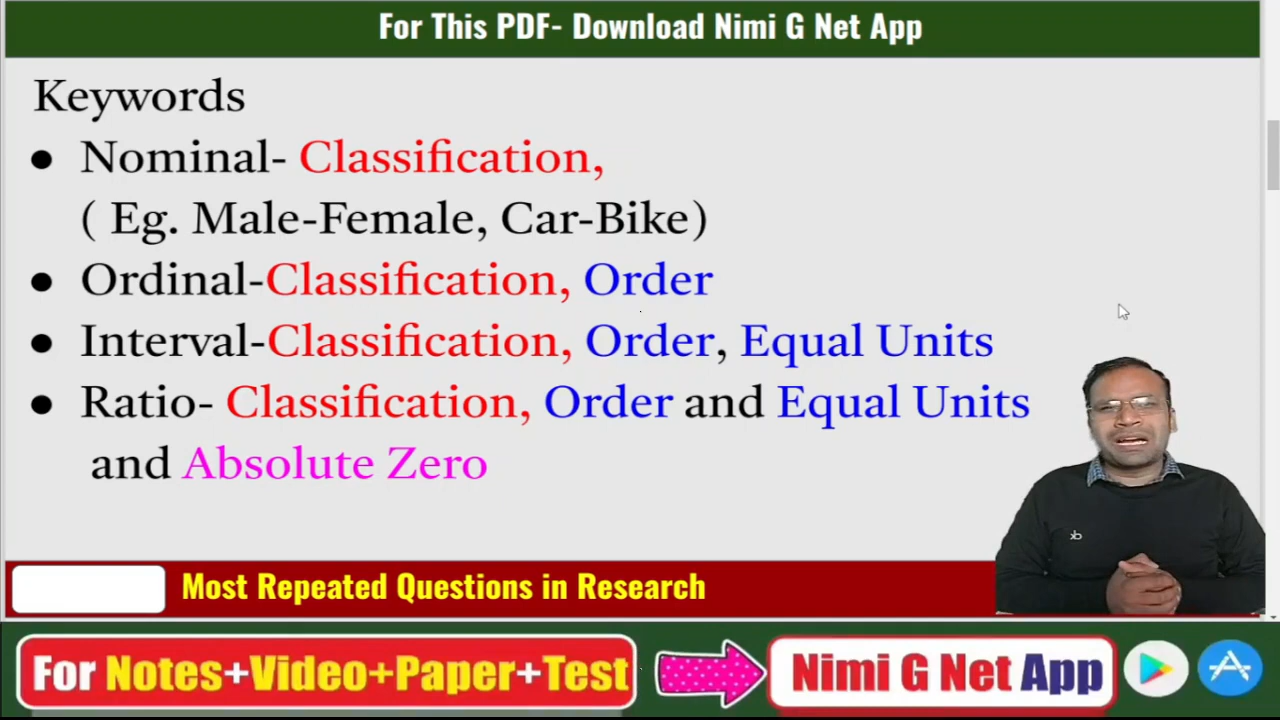 For This PDF- Download Nimi G Net App
Keywords
● Nominal- Classification,
( Eg. Male-Female, Car-Bike)
● Ordinal-Classification, Order
● Interval-Classification, Order, Equal Units
● Ratio- Classification, Order and Equal Units
and Absolute Zero
Most Repeated Questions in Research
For Notes+Video+Paper+Test
Nimi G Net App